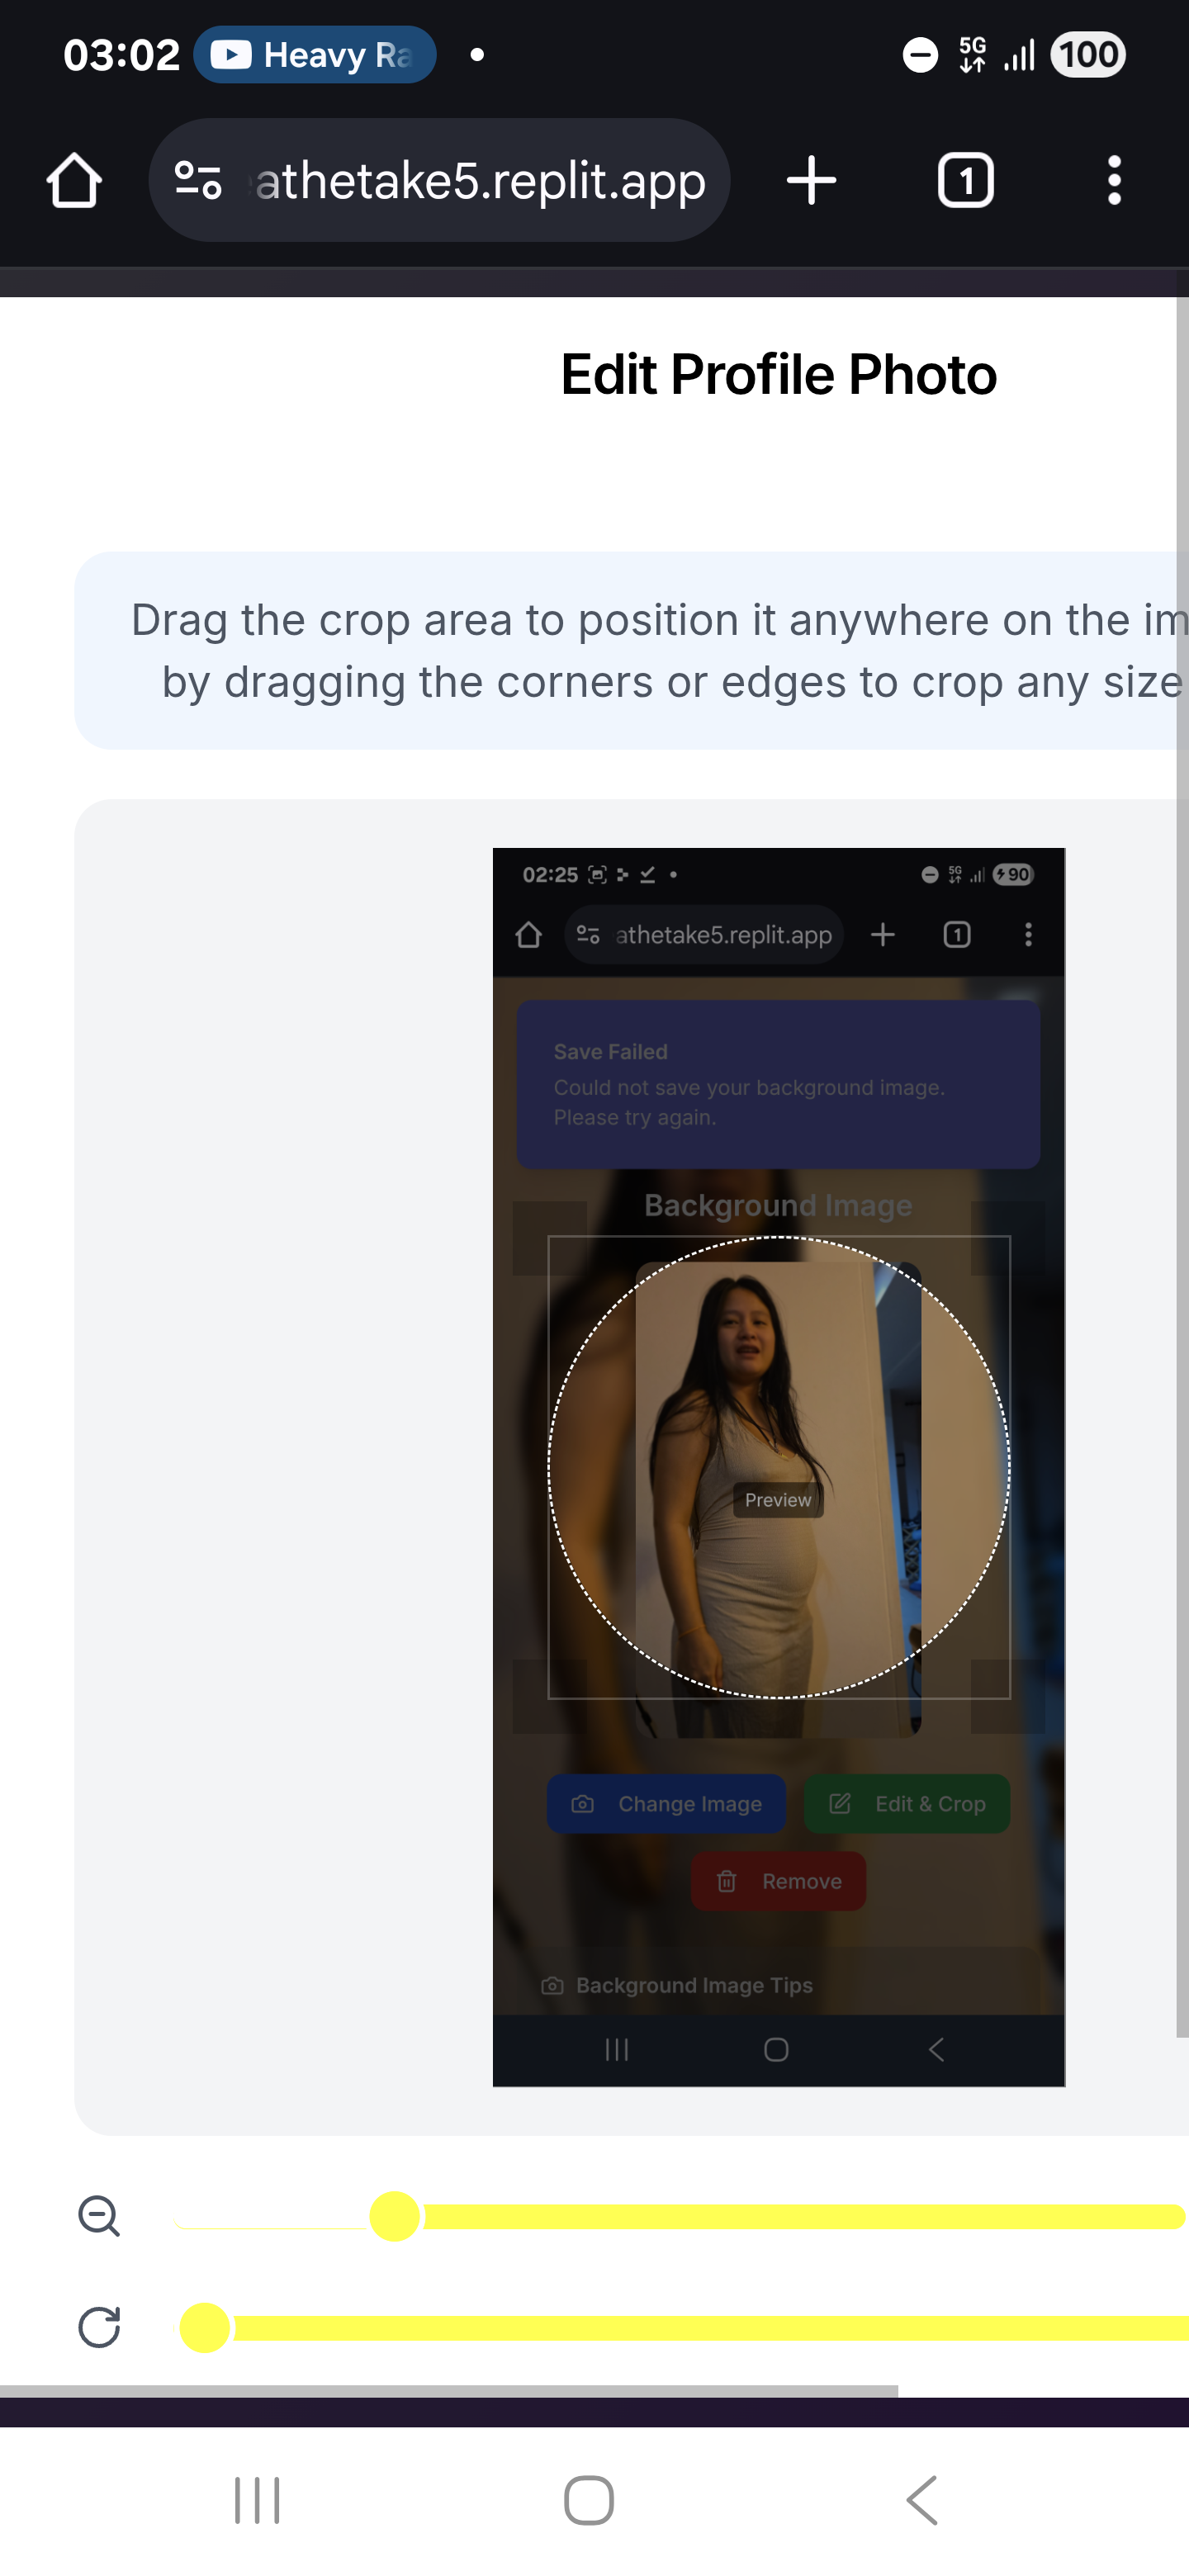 03:02 Heavy Ra 5G 100
athetake5.replit.app 1
Edit Profile Photo
Drag the crop area to position it anywhere on the im
by dragging the corners or edges to crop any size
02:25 5G 90
athetake5.replit.app 1
Save Failed
Could not save your background image.
Please try again.
Background Image
Preview
Change Image Edit & Crop
Remove
Background Image Tips